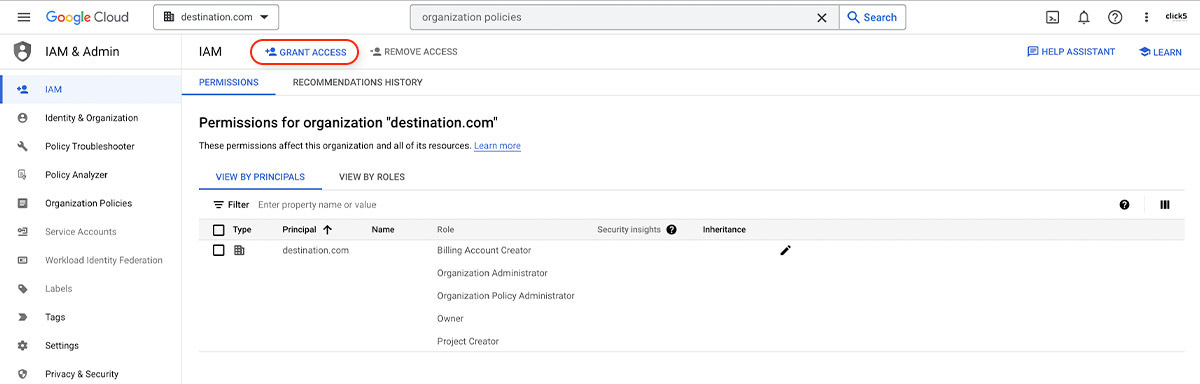 Google Cloud
destination.com
organization policies
Search
click5
IAM & Admin
IAM
GRANT ACCESS
REMOVE ACCESS
HELP ASSISTANT
LEARN
IAM
Identity & Organization
Policy Troubleshooter
Policy Analyzer
Organization Policies
Service Accounts
Workload Identity Federation
Labels
Tags
Settings
Privacy & Security
PERMISSIONS
RECOMMENDATIONS HISTORY
Permissions for organization "destination.com"
These permissions affect this organization and all of its resources. Learn more
VIEW BY PRINCIPALS
VIEW BY ROLES
Filter Enter property name or value
Type Principal Name Role Security insights Inheritance
destination.com Billing Account Creator
Organization Administrator
Organization Policy Administrator
Owner
Project Creator